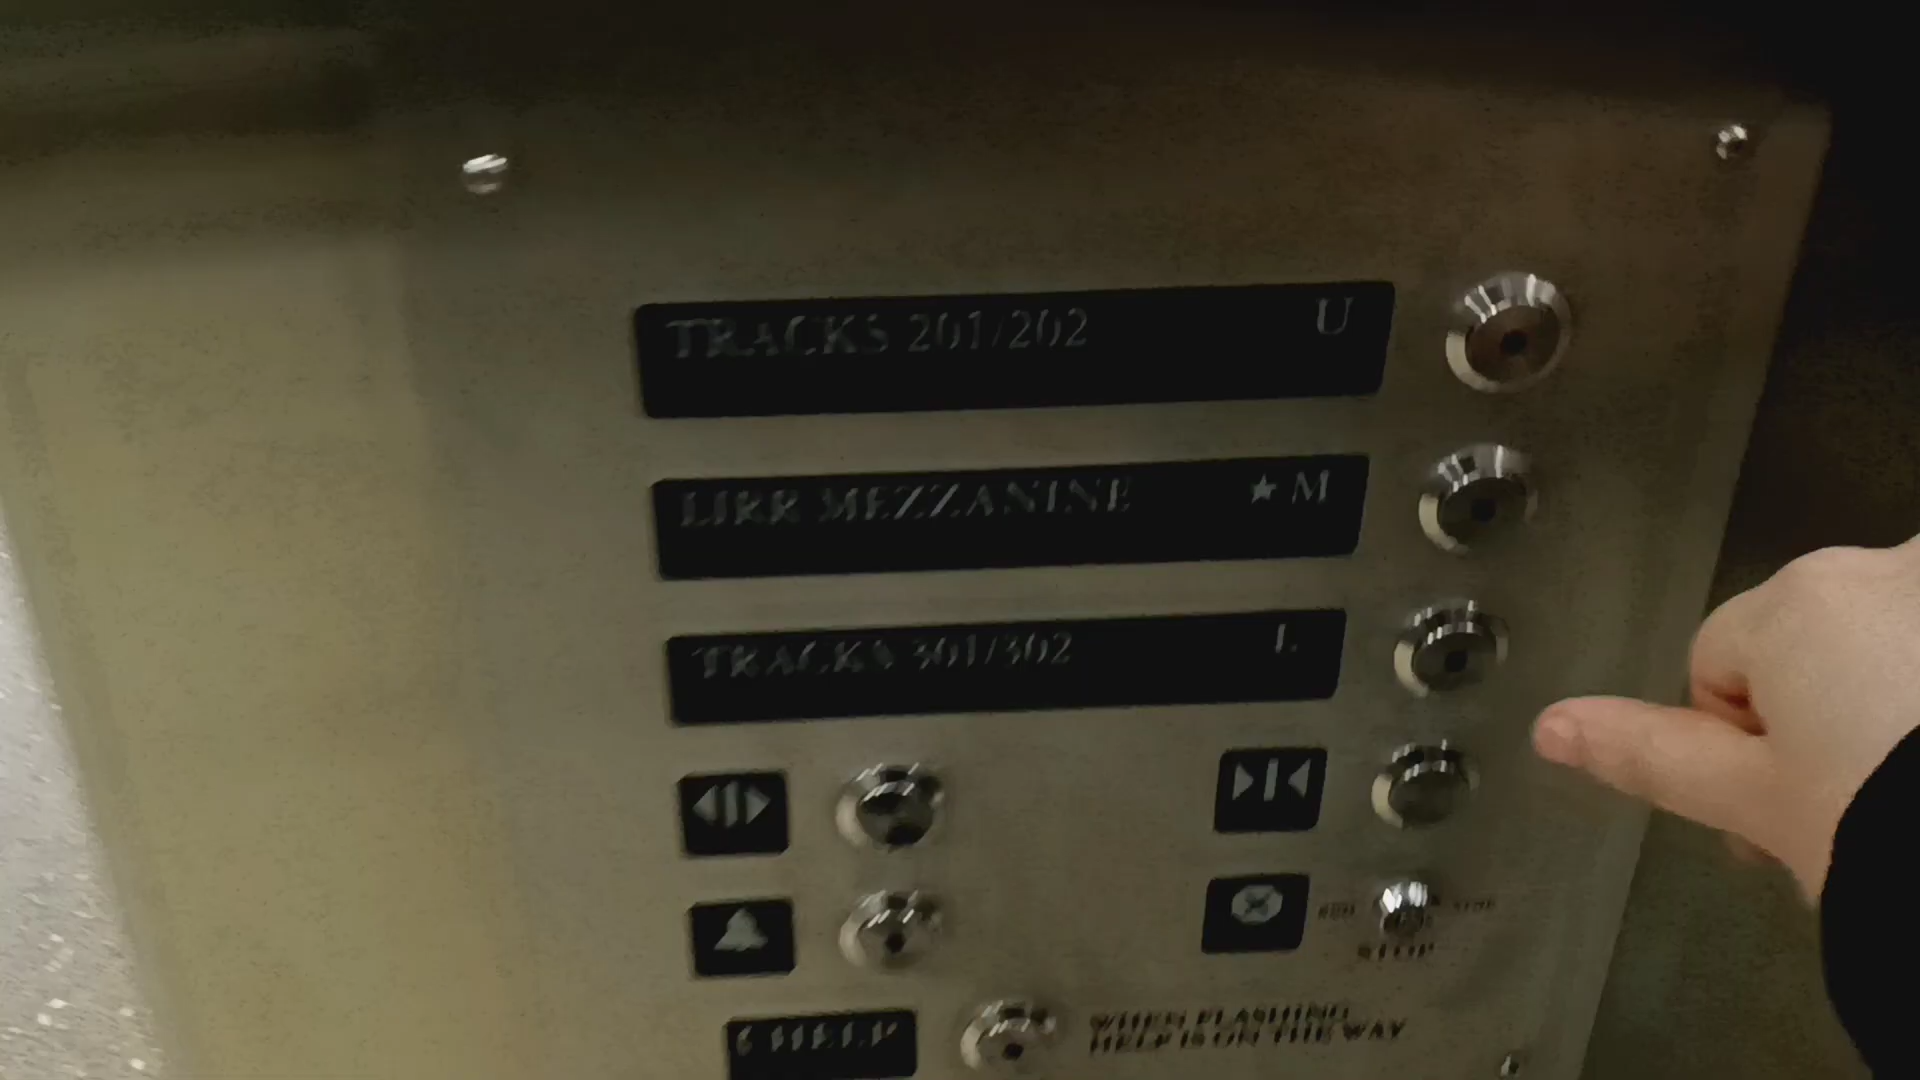 TRACKS 201/202 U
LIRR MEZZANINE ★ M
TRACKS 301/302 L
STOP
HELP
WHEN FLASHING
HELP IS ON THE WAY